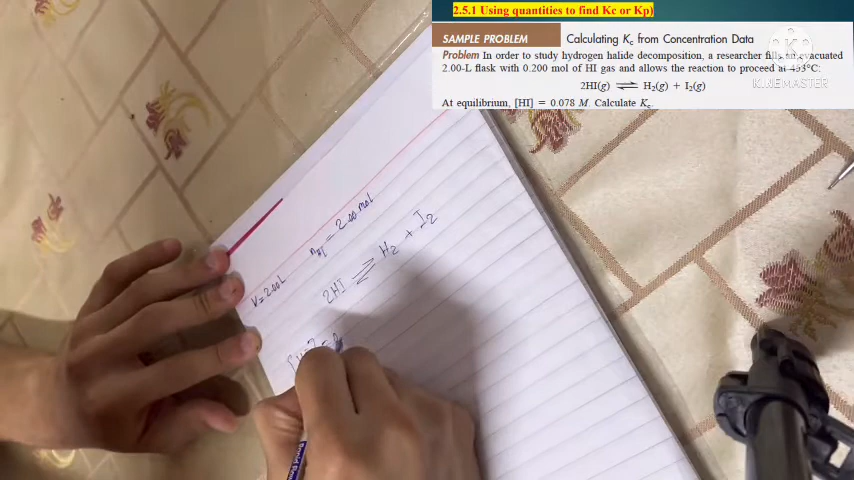 2.5.1 Using quantities to find Kc or Kp)
SAMPLE PROBLEM Calculating Kc from Concentration Data
Problem In order to study hydrogen halide decomposition, a researcher fills an evacuated
2.00-L flask with 0.200 mol of HI gas and allows the reaction to proceed at 453°C:
2HI(g) ⇌ H2(g) + I2(g)
At equilibrium, [HI] = 0.078 M. Calculate Kc.
KINEMASTER
V = 2.00L nHI = 2.00 mol
2HI ⇌ H2 + I2